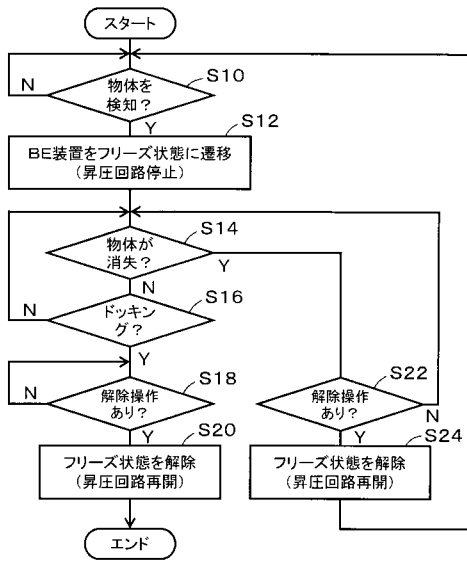 スタート
物体を
検知？
S10
N
Y
S12
BE装置をフリーズ状態に遷移
(昇圧回路停止)
物体が
消失？
S14
Y
N
S16
ドッキン
グ？
N
Y
S18
解除操作
あり？
N
Y
S22
解除操作
あり？
N
Y
S20
フリーズ状態を解除
(昇圧回路再開)
S24
フリーズ状態を解除
(昇圧回路再開)
エンド